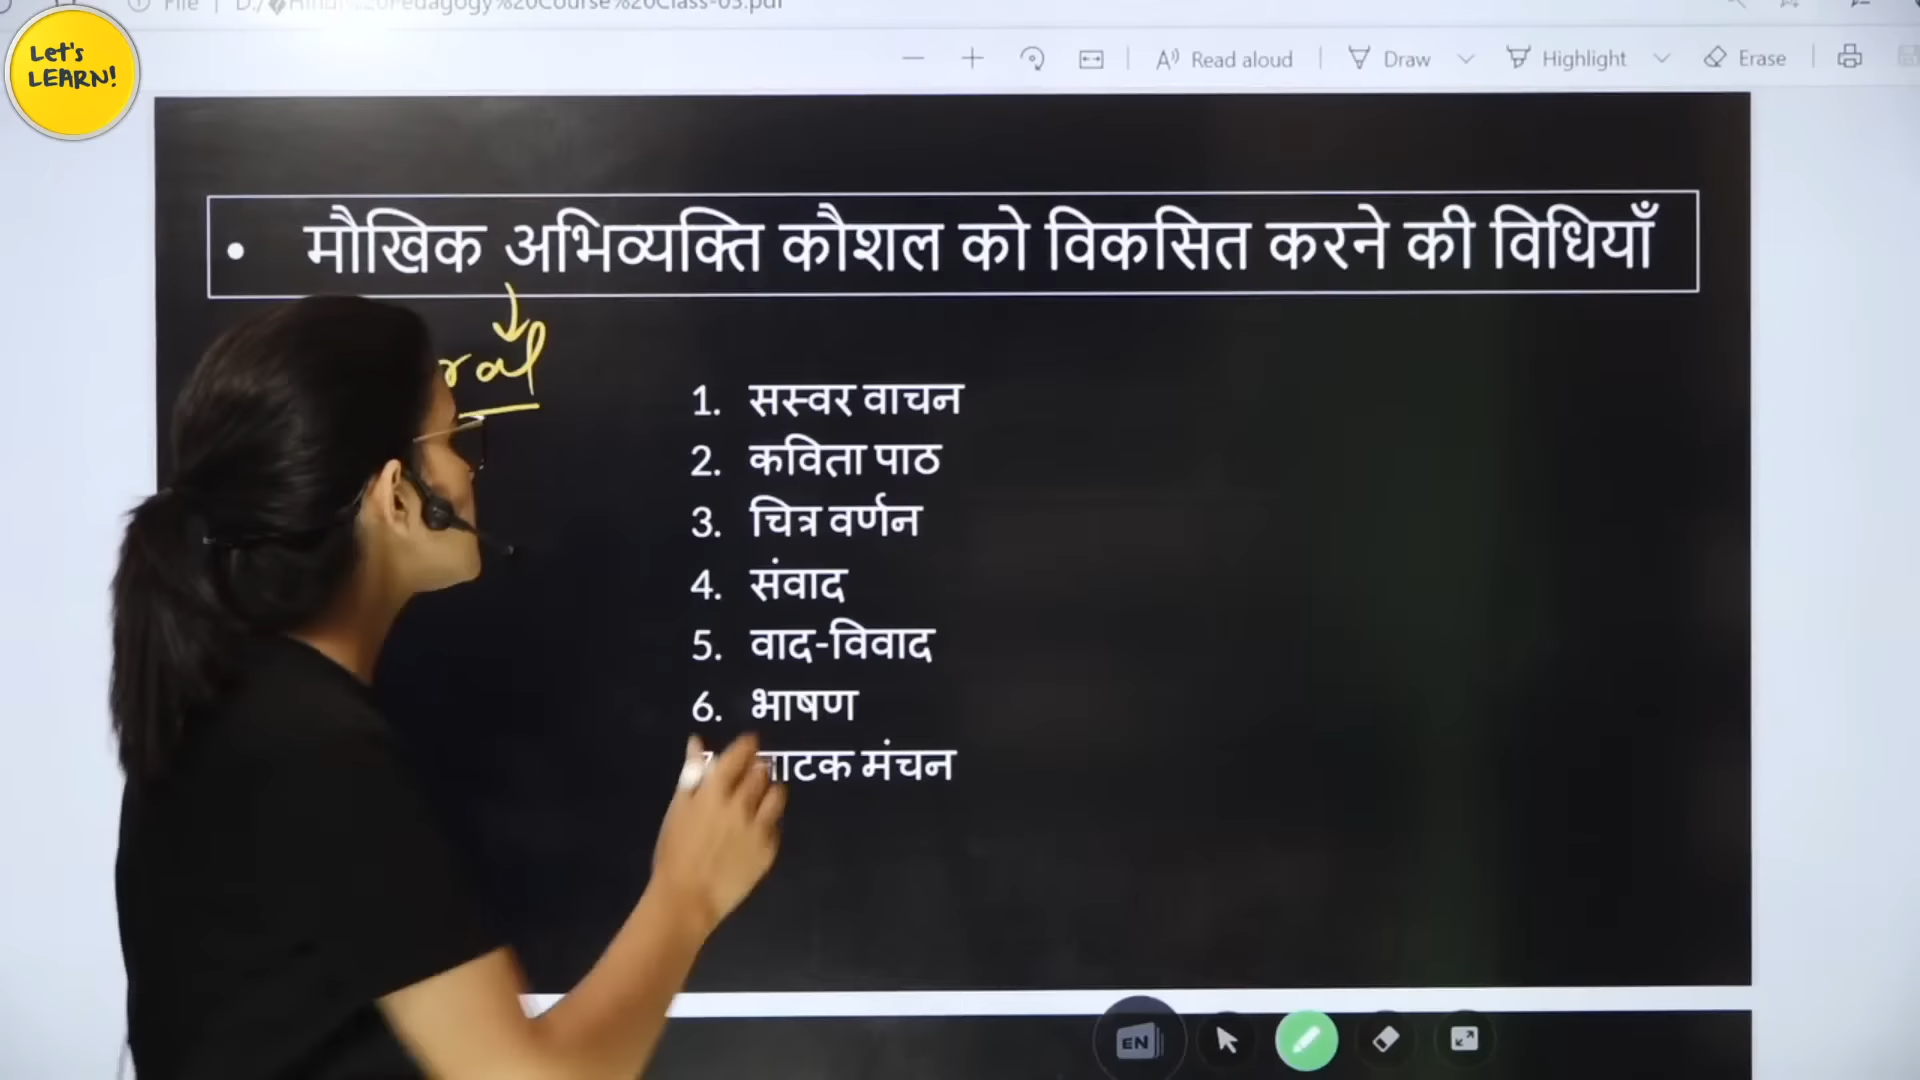 Let's
LEARN!
File
Read aloud
Draw
Highlight
Erase
• मौखिक अभिव्यक्ति कौशल को विकसित करने की विधियाँ
1. सस्वर वाचन
2. कविता पाठ
3. चित्र वर्णन
4. संवाद
5. वाद-विवाद
6. भाषण
मंचन
EN